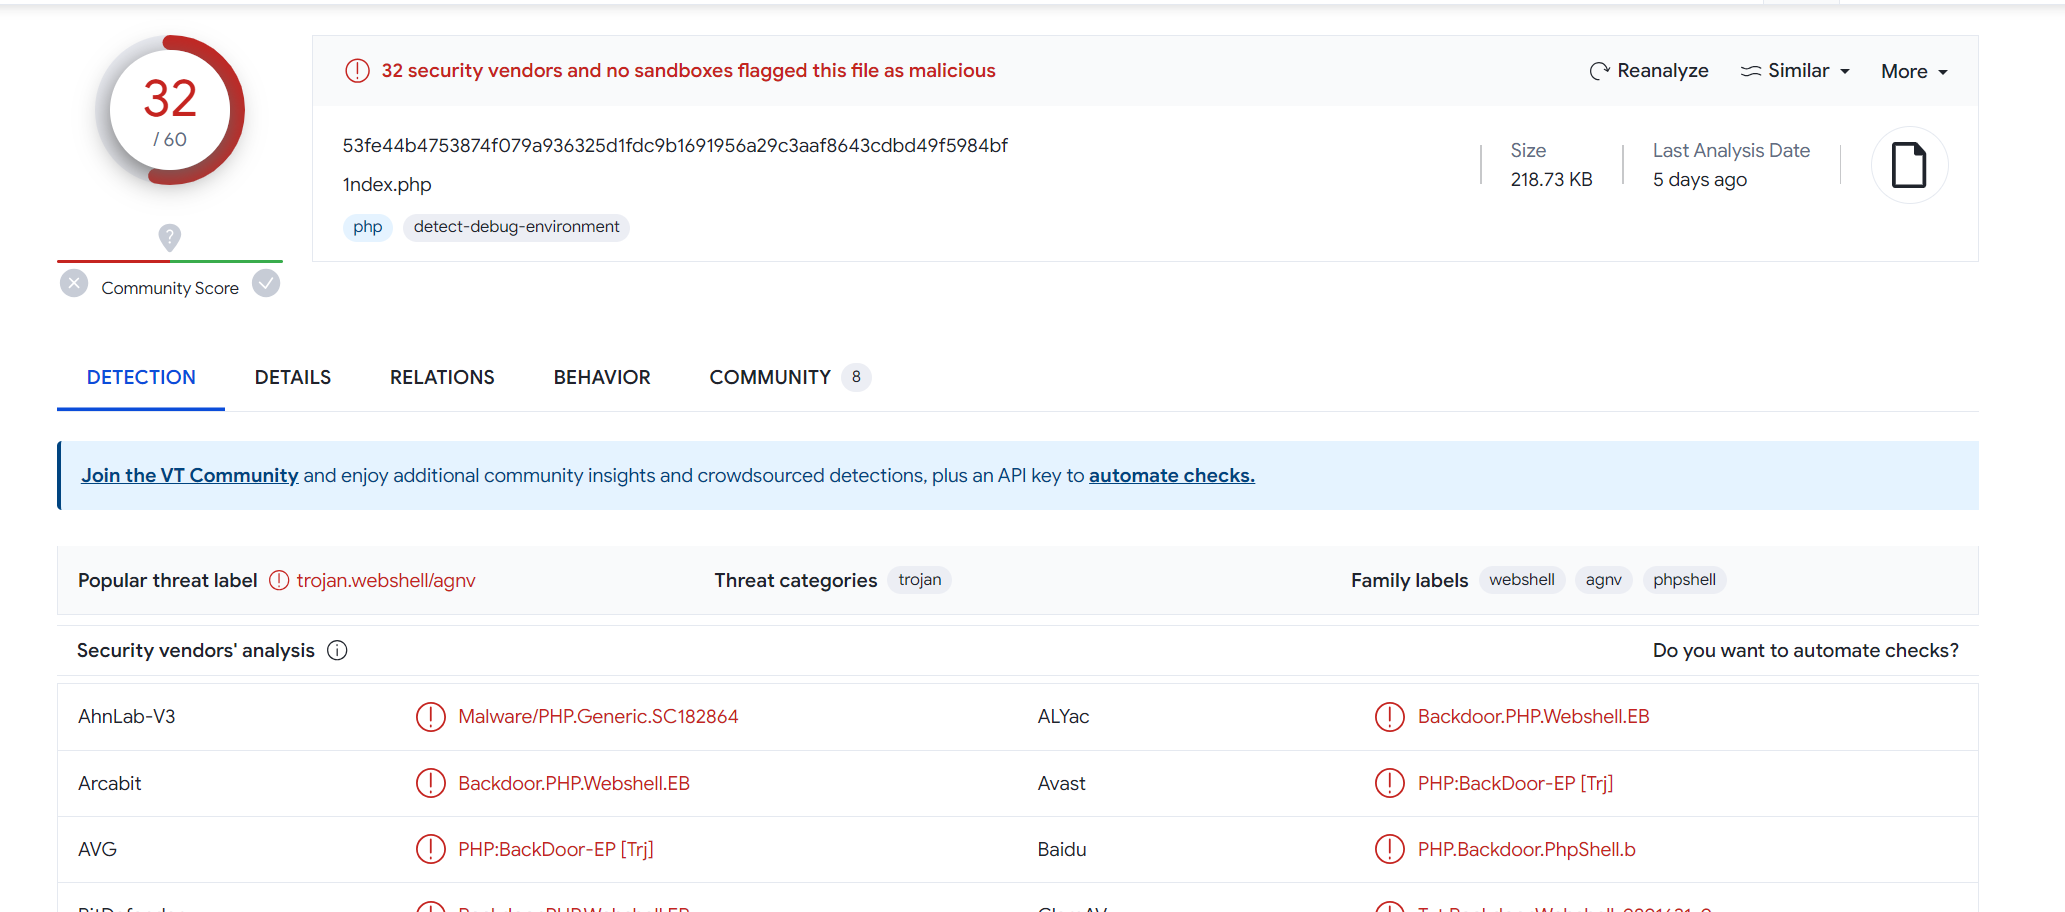 32
/ 60
Community Score
32 security vendors and no sandboxes flagged this file as malicious
Reanalyze Similar More
53fe44b4753874f079a936325d1fdc9b1691956a29c3aaf8643cdbd49f5984bf
1ndex.php
php detect-debug-environment
Size
218.73 KB
Last Analysis Date
5 days ago
DETECTION DETAILS RELATIONS BEHAVIOR COMMUNITY 8
Join the VT Community and enjoy additional community insights and crowdsourced detections, plus an API key to automate checks.
Popular threat label trojan.webshell/agnv Threat categories trojan Family labels webshell agnv phpshell
Security vendors' analysis Do you want to automate checks?
AhnLab-V3 Malware/PHP.Generic.SC182864 ALYac Backdoor.PHP.Webshell.EB
Arcabit Backdoor.PHP.Webshell.EB Avast PHP:BackDoor-EP [Trj]
AVG PHP:BackDoor-EP [Trj] Baidu PHP.Backdoor.PhpShell.b